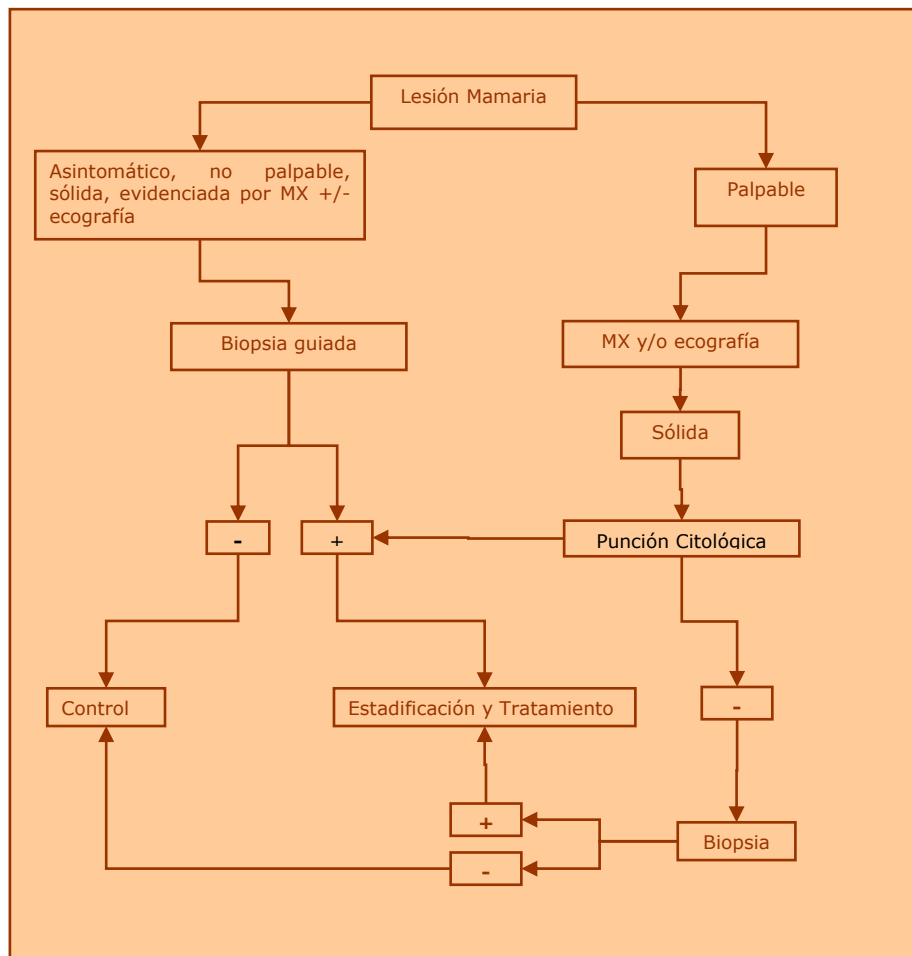 Lesión Mamaria
Asintomático, no palpable,
sólida, evidenciada por MX +/-
ecografía
Palpable
Biopsia guiada
MX y/o ecografía
Sólida
-
+
Punción Citológica
Control
Estadificación y Tratamiento
-
+
Biopsia
-